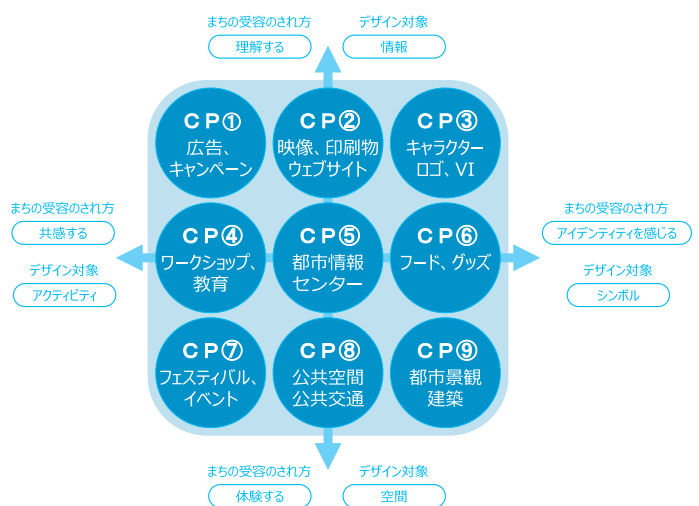 まちの受容のされ方
デザイン対象
理解する
情報
CP①
広告、
キャンペーン
CP②
映像、印刷物
ウェブサイト
CP③
キャラクター
ロゴ、VI
まちの受容のされ方
共感する
デザイン対象
アクティビティ
CP④
ワークショップ、
教育
CP⑤
都市情報
センター
CP⑥
フード、グッズ
まちの受容のされ方
アイデンティティを感じる
デザイン対象
シンボル
CP⑦
フェスティバル、
イベント
CP⑧
公共空間
公共交通
CP⑨
都市景観
建築
まちの受容のされ方
デザイン対象
体験する
空間